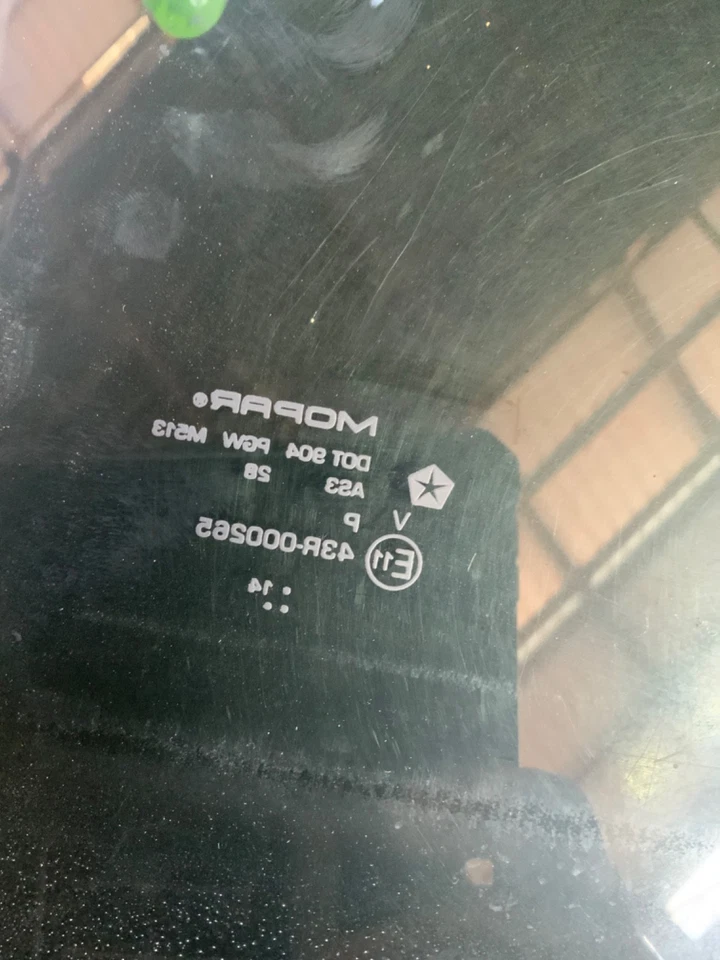 MOPAR®
DOT 904 PGW M513
AS3 28
V P
E11 43R-000265
14